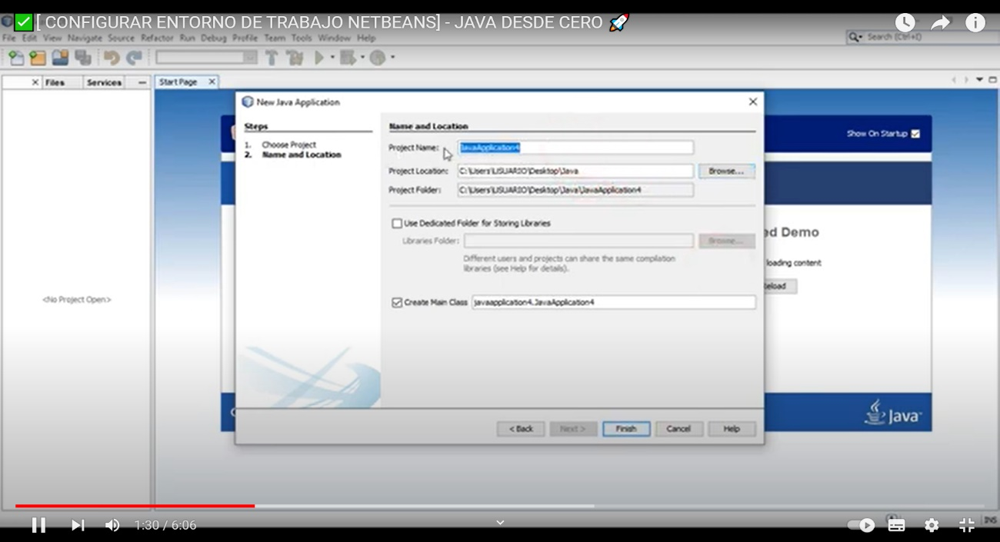 ✅[ CONFIGURAR ENTORNO DE TRABAJO NETBEANS] - JAVA DESDE CERO 🚀
File Edit View Navigate Source Refactor Run Debug Profile Team Tools Window Help
Search (Ctrl+I)
Files Services
Start Page
New Java Application
Show On Startup
Steps
1. Choose Project
2. Name and Location
Name and Location
Project Name: JavaApplication4
Project Location: C:\Users\USUARIO\Desktop\Java
Browse...
Project Folder: C:\Users\USUARIO\Desktop\Java\JavaApplication4
Use Dedicated Folder for Storing Libraries
Libraries Folder:
Browse...
Different users and projects can share the same compilation
libraries (see Help for details).
Create Main Class javaapplication4.JavaApplication4
<No Project Open>
ed Demo
loading content
eload
Java
< Back Next > Finish Cancel Help
1:30 / 6:06
INS